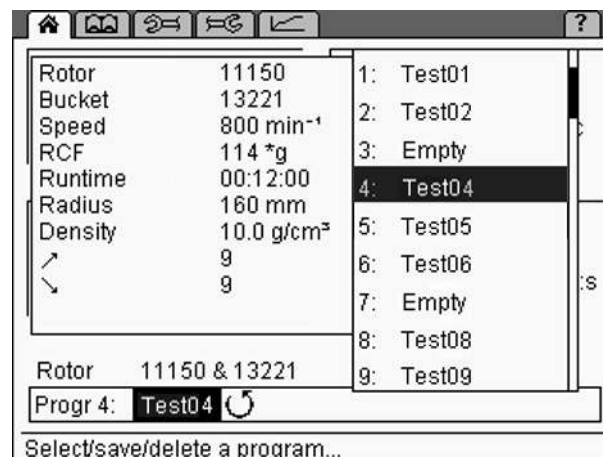 ?
Rotor 11150
Bucket 13221
Speed 800 min⁻¹
RCF 114 *g
Runtime 00:12:00
Radius 160 mm
Density 10.0 g/cm³
↗ 9
↘ 9
1: Test01
2: Test02
3: Empty
4: Test04
5: Test05
6: Test06
7: Empty
8: Test08
9: Test09
:s
Rotor 11150 & 13221
Progr 4: Test04
Select/save/delete a program...